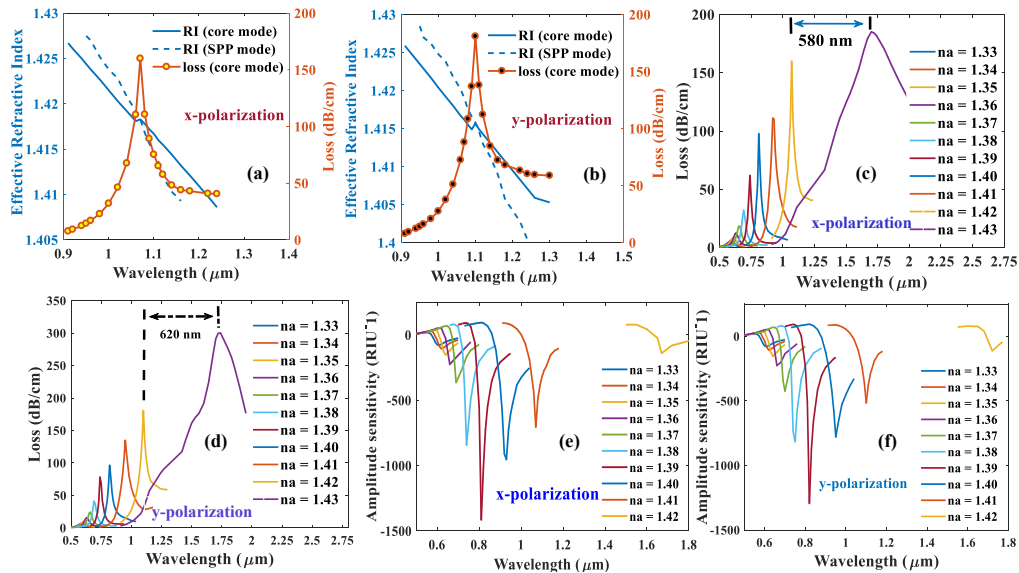 1.43
1.42
1.41
1.405
Effective Refractive Index
RI (core mode)
RI (SPP mode)
loss (core mode)
x-polarization
(a)
200
150
100
50
0
Loss (dB/cm)
0.9 1 1.1 1.2 1.3 1.4
Wavelength ( μm)
1.43
1.425
1.42
1.415
1.41
1.405
1.4
Effective Refractive Index
RI (core mode)
RI (SPP mode)
loss (core mode)
y-polarization
(b)
200
150
100
50
0
Loss (dB/cm)
0.9 1 1.1 1.2 1.3 1.4 1.5
Wavelength ( μm)
200
150
100
50
0
Loss (dB/cm)
580 nm
na = 1.33
na = 1.34
na = 1.35
na = 1.36
na = 1.37
na = 1.38
na = 1.39
na = 1.40
na = 1.41
na = 1.42
na = 1.43
(c)
x-polarization
0.5 0.75 1 1.25 1.5 1.75 2 2.25 2.5 2.75
Wavelength ( μm)
350
300
250
200
150
100
50
0
Loss (dB/cm)
620 nm
na = 1.33
na = 1.34
na = 1.35
na = 1.36
na = 1.37
na = 1.38
na = 1.39
na = 1.40
na = 1.41
na = 1.42
na = 1.43
(d)
y-polarization
0.5 0.75 1 1.25 1.5 1.75 2 2.25 2.5 2.75
Wavelength ( μm)
0
-500
-1000
-1500
Amplitude sensitivity (RIU⁻1)
na = 1.33
na = 1.34
na = 1.35
na = 1.36
na = 1.37
na = 1.38
na = 1.39
na = 1.40
na = 1.41
na = 1.42
(e)
x-polarization
0.6 0.8 1 1.2 1.4 1.6 1.8
Wavelength ( μm)
0
-500
-1000
-1500
Amplitude sensitivity (RIU⁻1)
na = 1.33
na = 1.34
na = 1.35
na = 1.36
na = 1.37
na = 1.38
na = 1.39
na = 1.40
na = 1.41
na = 1.42
(f)
y-polarization
0.6 0.8 1 1.2 1.4 1.6 1.8
Wavelength ( μm)